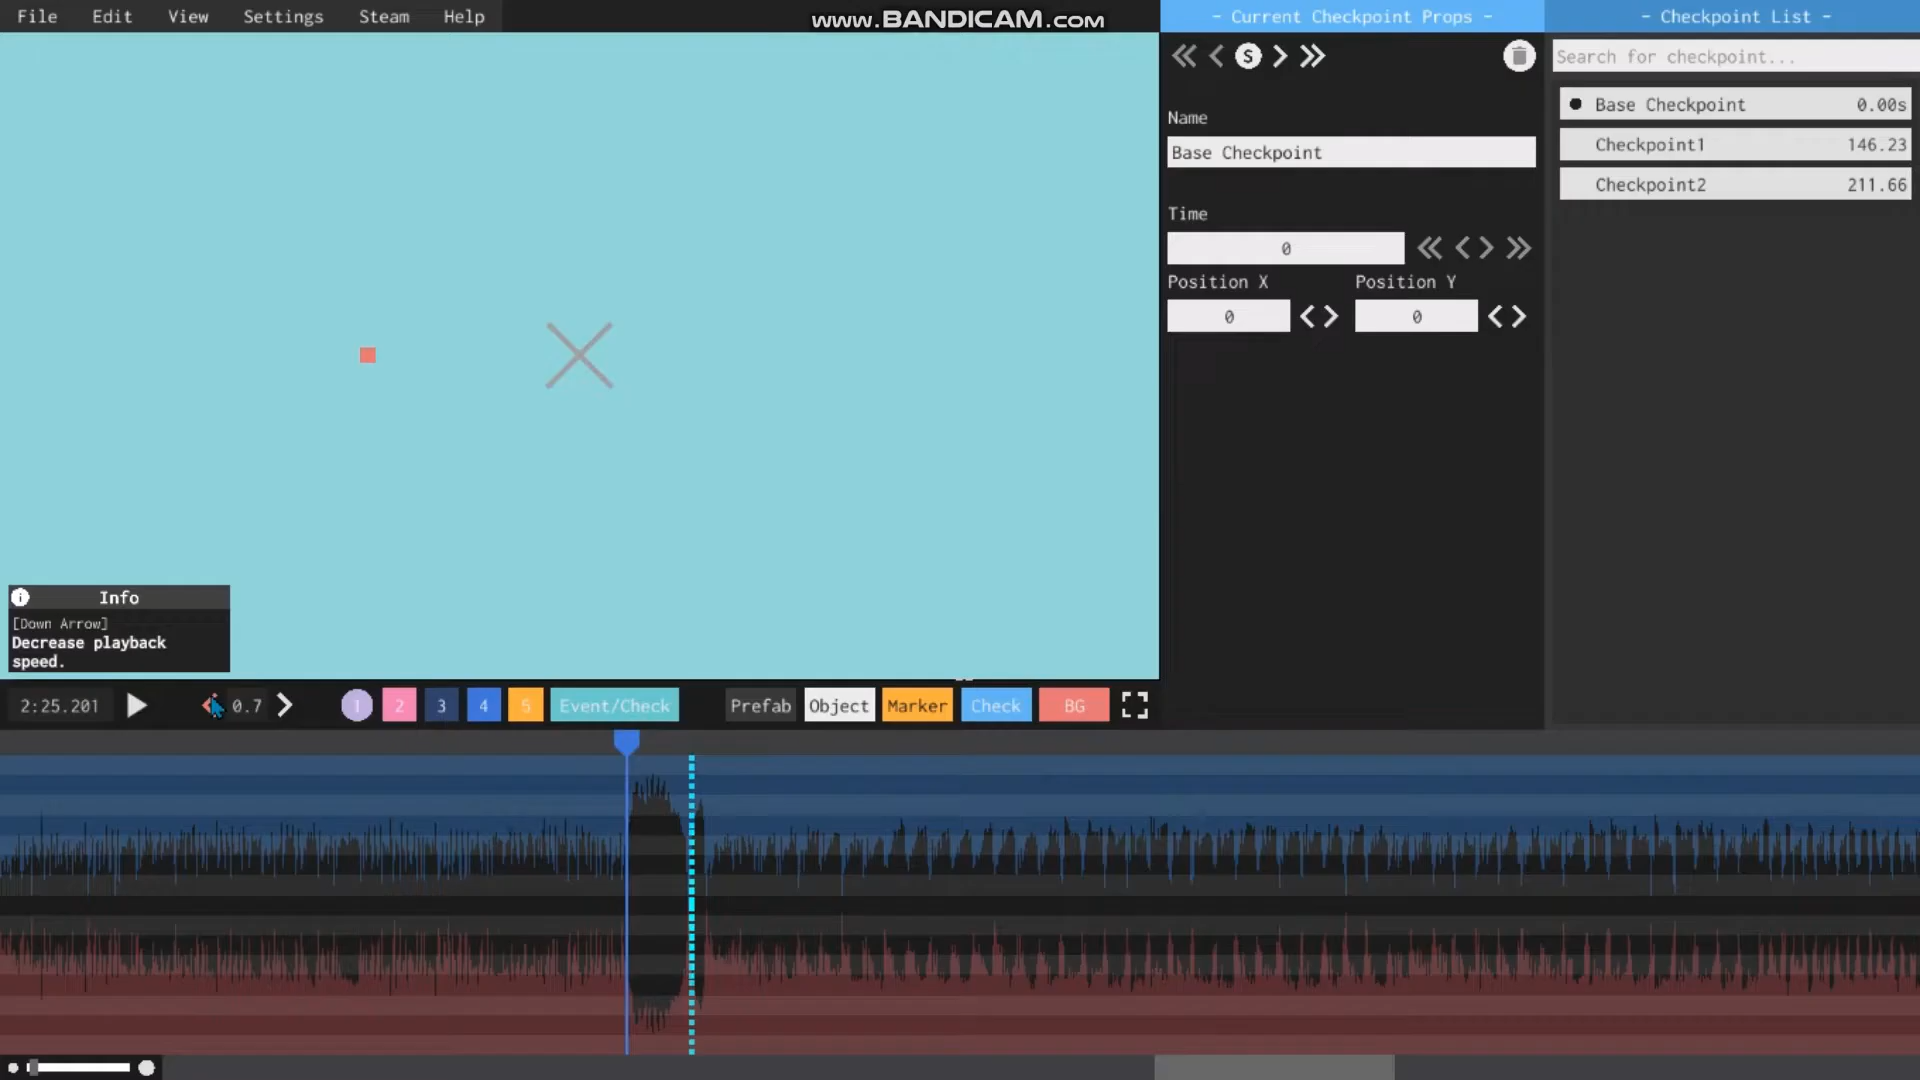 File Edit View Settings Steam Help
www.BANDICAM.com
- Current Checkpoint Props -
- Checkpoint List -
S
Search for checkpoint...
Base Checkpoint 0.00s
Checkpoint1 146.23
Checkpoint2 211.66
Name
Base Checkpoint
Time
0
Position X Position Y
0 0
Info
[Down Arrow]
Decrease playback
speed.
2:25.201 0.7 1 2 3 4 5 Event/Check Prefab Object Marker Check BG